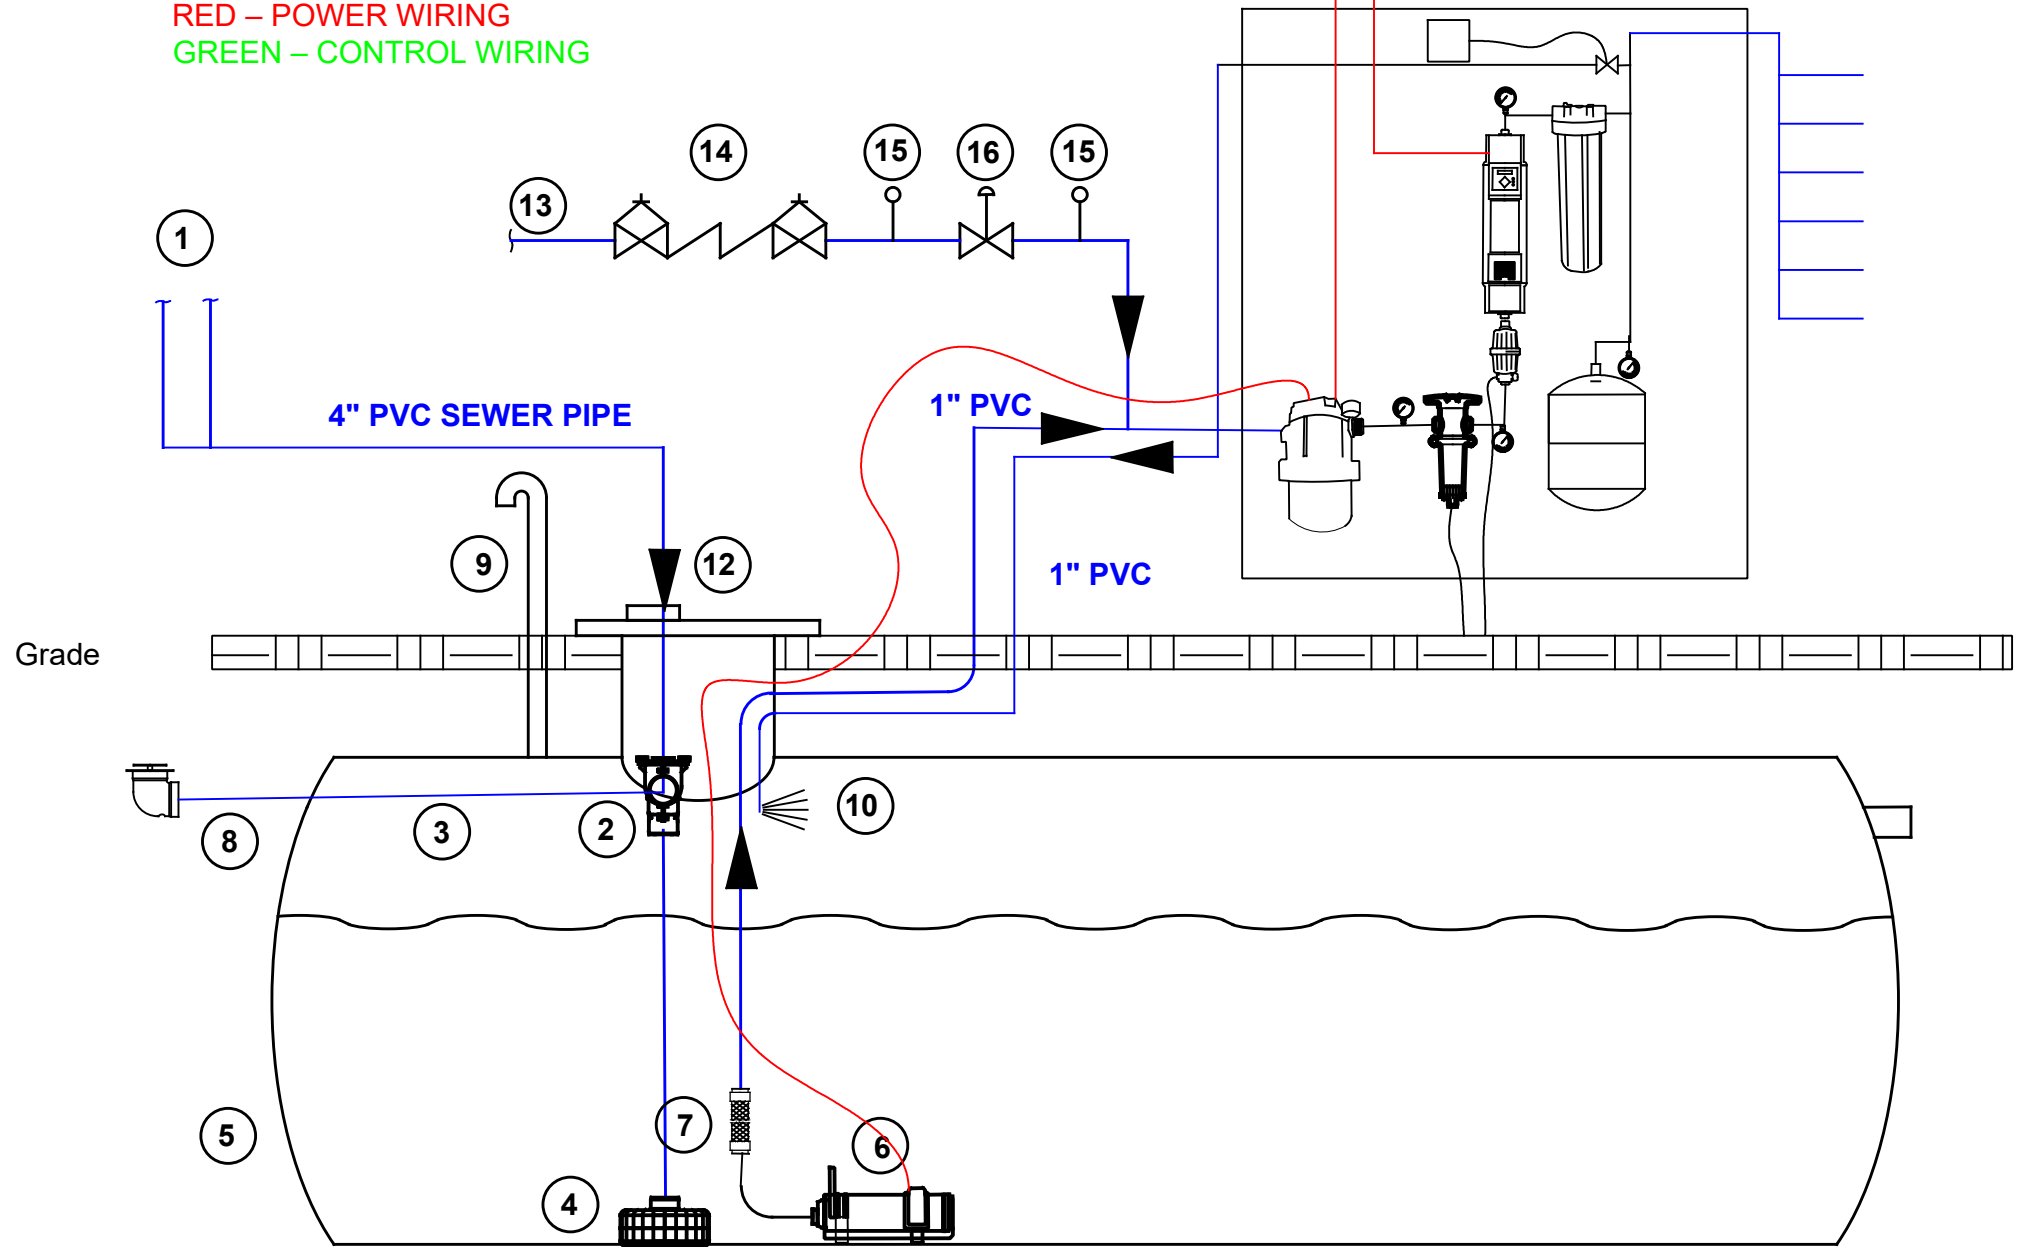 RED – POWER WIRING
GREEN – CONTROL WIRING
14
15
16
15
13
1
4" PVC SEWER PIPE
1" PVC
9
12
1" PVC
Grade
8
3
2
10
5
7
6
4